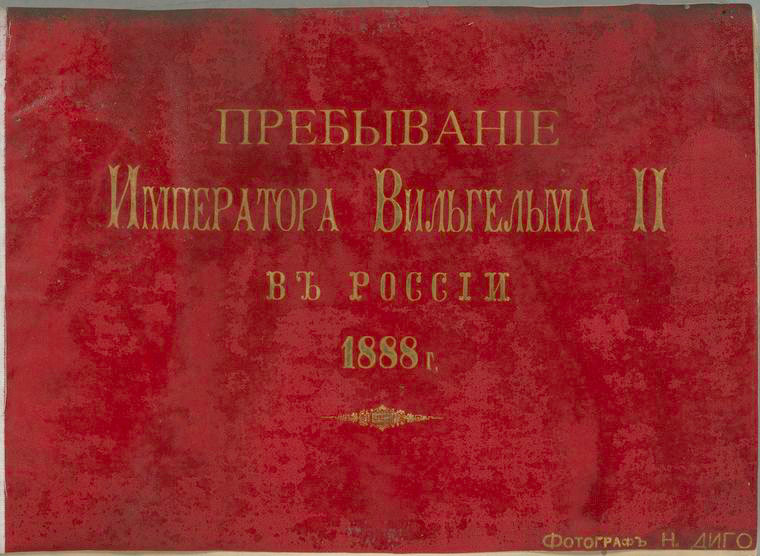 ПРЕБЫВАНІЕ
ИМПЕРАТОРА ВИЛЬГЕЛЬМА II
ВЪ РОССІИ
1888 г.
ФОТОГРАФЪ Н. ДИГО